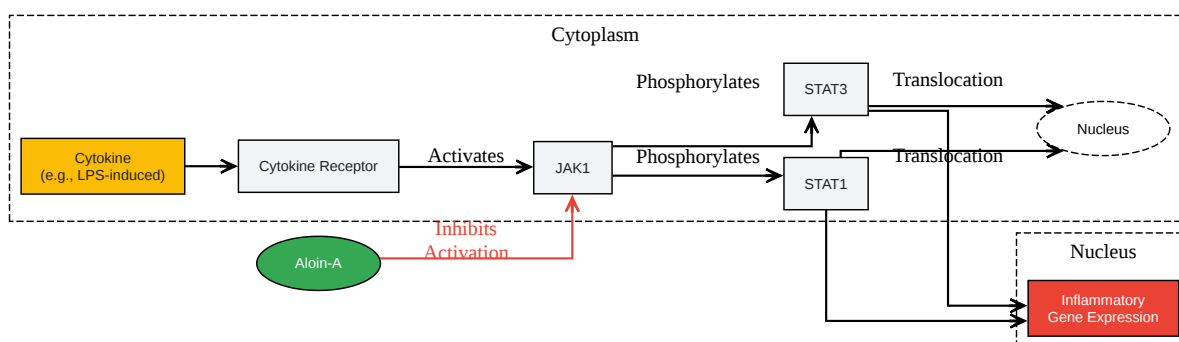 Cytoplasm
Phosphorylates
STAT3
Translocation
Nucleus
Cytokine
(e.g., LPS-induced)
Cytokine Receptor
Activates
JAK1
Phosphorylates
STAT1
Translocation
Inhibits
Activation
Aloin-A
Nucleus
Inflammatory
Gene Expression